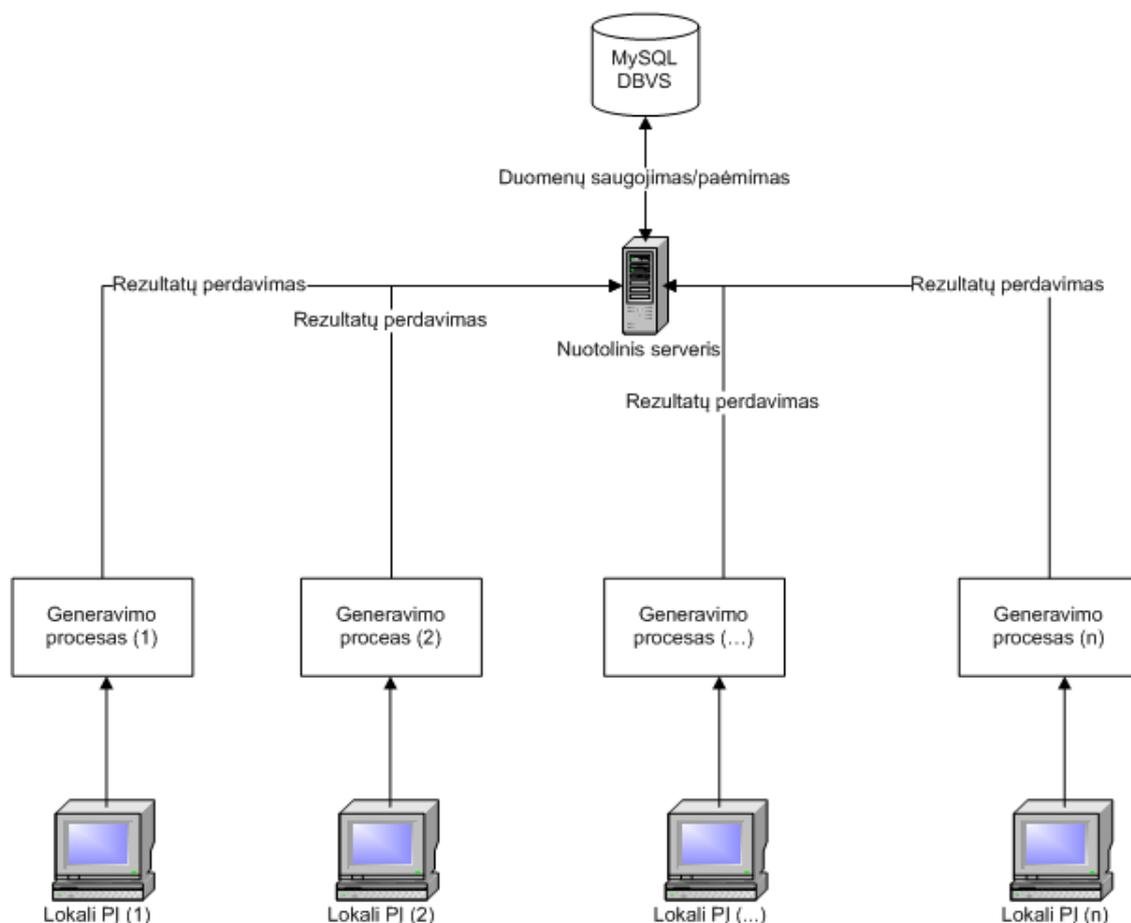 MySQL
DBVS
Duomenų saugojimas/paėmimas
Rezultatų perdavimas
Rezultatų perdavimas
Rezultatų perdavimas
Nuotolinis serveris
Rezultatų perdavimas
Generavimo
procesas (1)
Generavimo
proceas (2)
Generavimo
procesas (...)
Generavimo
procesas (n)
Lokali PĮ (1)
Lokali PĮ (2)
Lokali PĮ (...)
Lokali PĮ (n)